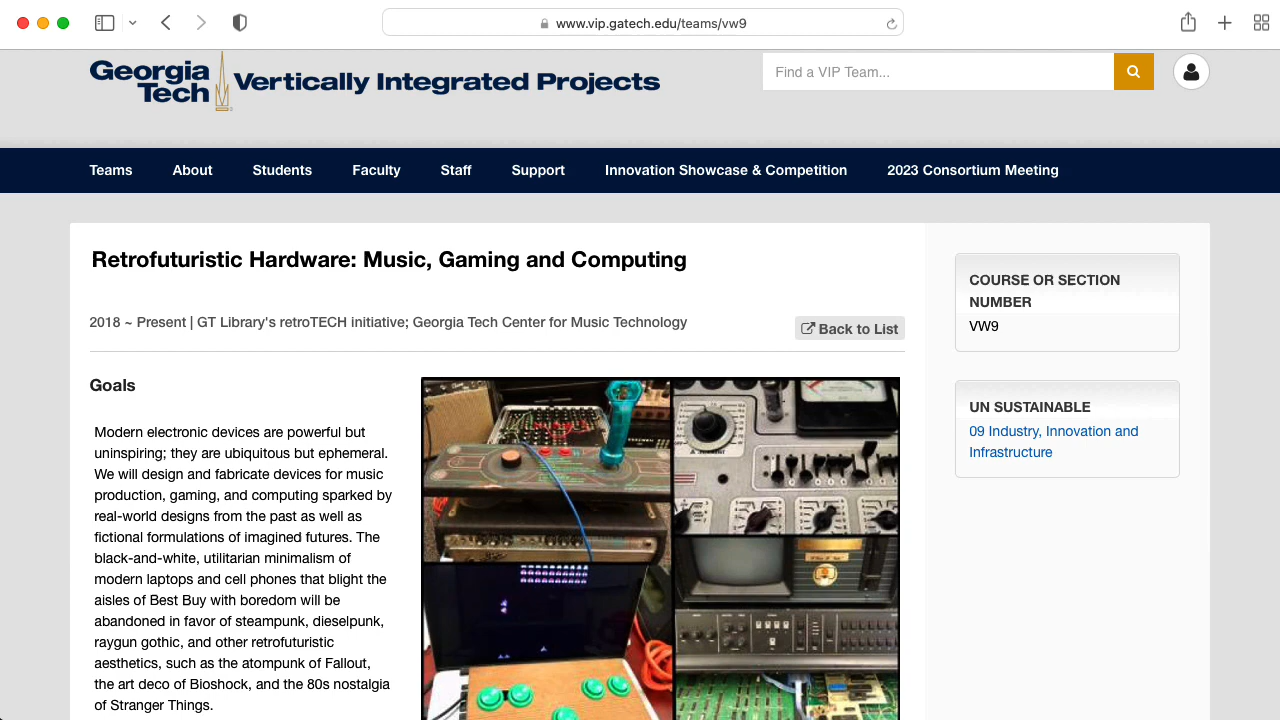 www.vip.gatech.edu/teams/vw9
Georgia
Tech
Vertically Integrated Projects
Find a VIP Team...
Teams
About
Students
Faculty
Staff
Support
Innovation Showcase & Competition
2023 Consortium Meeting
Retrofuturistic Hardware: Music, Gaming and Computing
2018 ~ Present | GT Library's retroTECH initiative; Georgia Tech Center for Music Technology
Back to List
Goals
Modern electronic devices are powerful but
uninspiring; they are ubiquitous but ephemeral.
We will design and fabricate devices for music
production, gaming, and computing sparked by
real-world designs from the past as well as
fictional formulations of imagined futures. The
black-and-white, utilitarian minimalism of
modern laptops and cell phones that blight the
aisles of Best Buy with boredom will be
abandoned in favor of steampunk, dieselpunk,
raygun gothic, and other retrofuturistic
aesthetics, such as the atompunk of Fallout,
the art deco of Bioshock, and the 80s nostalgia
of Stranger Things.
COURSE OR SECTION
NUMBER
VW9
UN SUSTAINABLE
09 Industry, Innovation and
Infrastructure